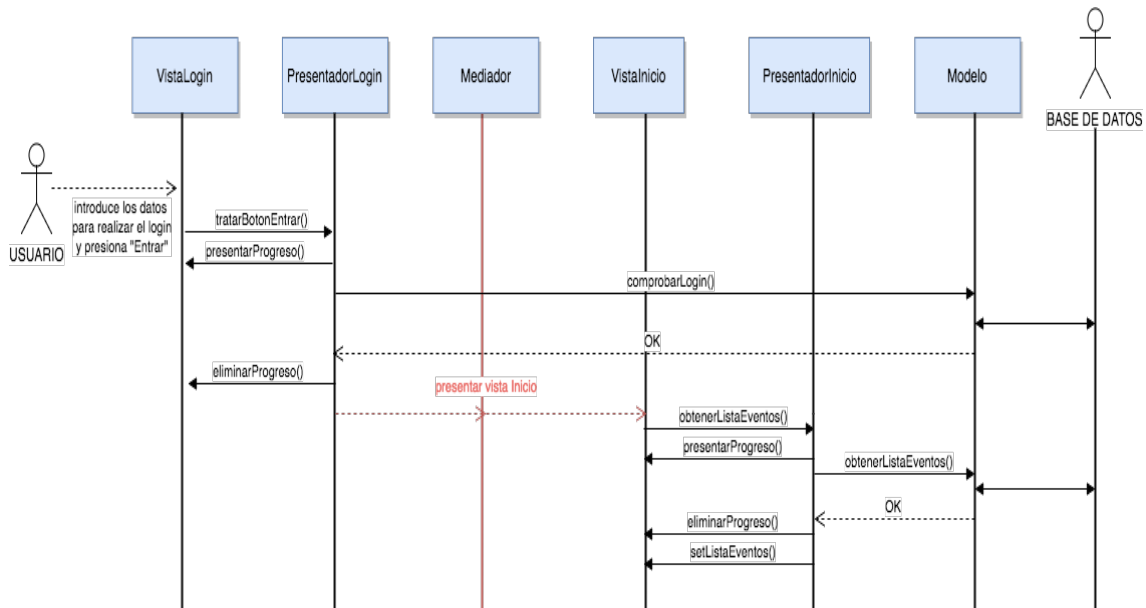 VistaLogin
PresentadorLogin
Mediador
VistaInicio
PresentadorInicio
Modelo
BASE DE DATOS
USUARIO
introduce los datos
para realizar el login
y presiona "Entrar"
tratarBotonEntrar()
presentarProgreso()
comprobarLogin()
OK
eliminarProgreso()
presentar vista Inicio
obtenerListaEventos()
presentarProgreso()
obtenerListaEventos()
OK
eliminarProgreso()
setListaEventos()